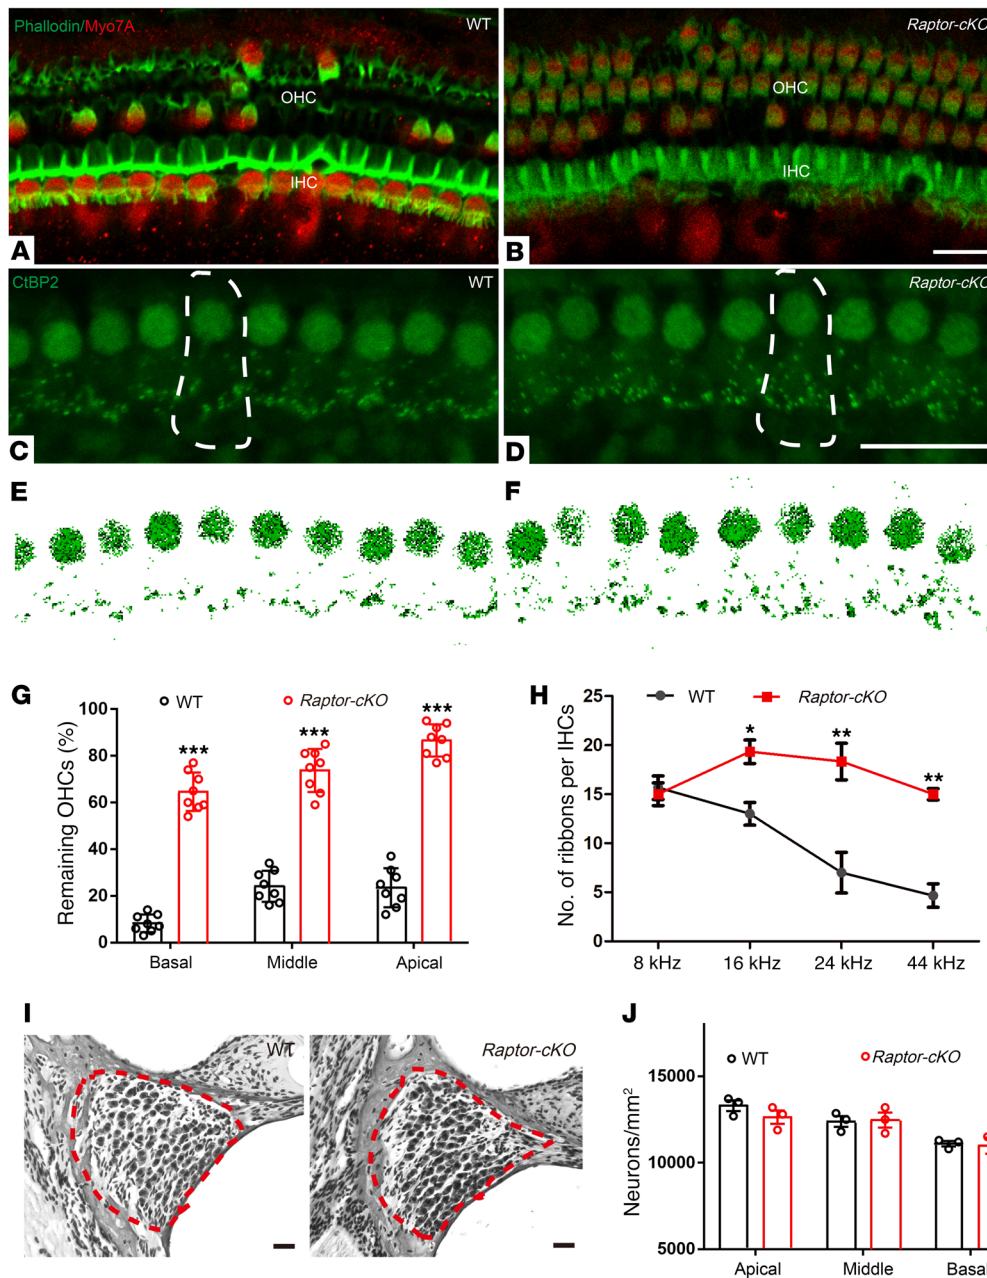 Phallodin/Myo7A WT
OHC
IHC
A
Raptor-cKO
OHC
IHC
B
CtBP2 WT
C
Raptor-cKO
D
E
F
G
WT Raptor-cKO
Remaining OHCs (%)
100
80
60
40
20
0
***
***
***
Basal Middle Apical
H
WT Raptor-cKO
No. of ribbons per IHCs
25
20
15
10
5
0
*
**
**
8 kHz 16 kHz 24 kHz 44 kHz
I
WT
Raptor-cKO
J
WT Raptor-cKO
Neurons/mm2
15000
10000
5000
Apical Middle Basal